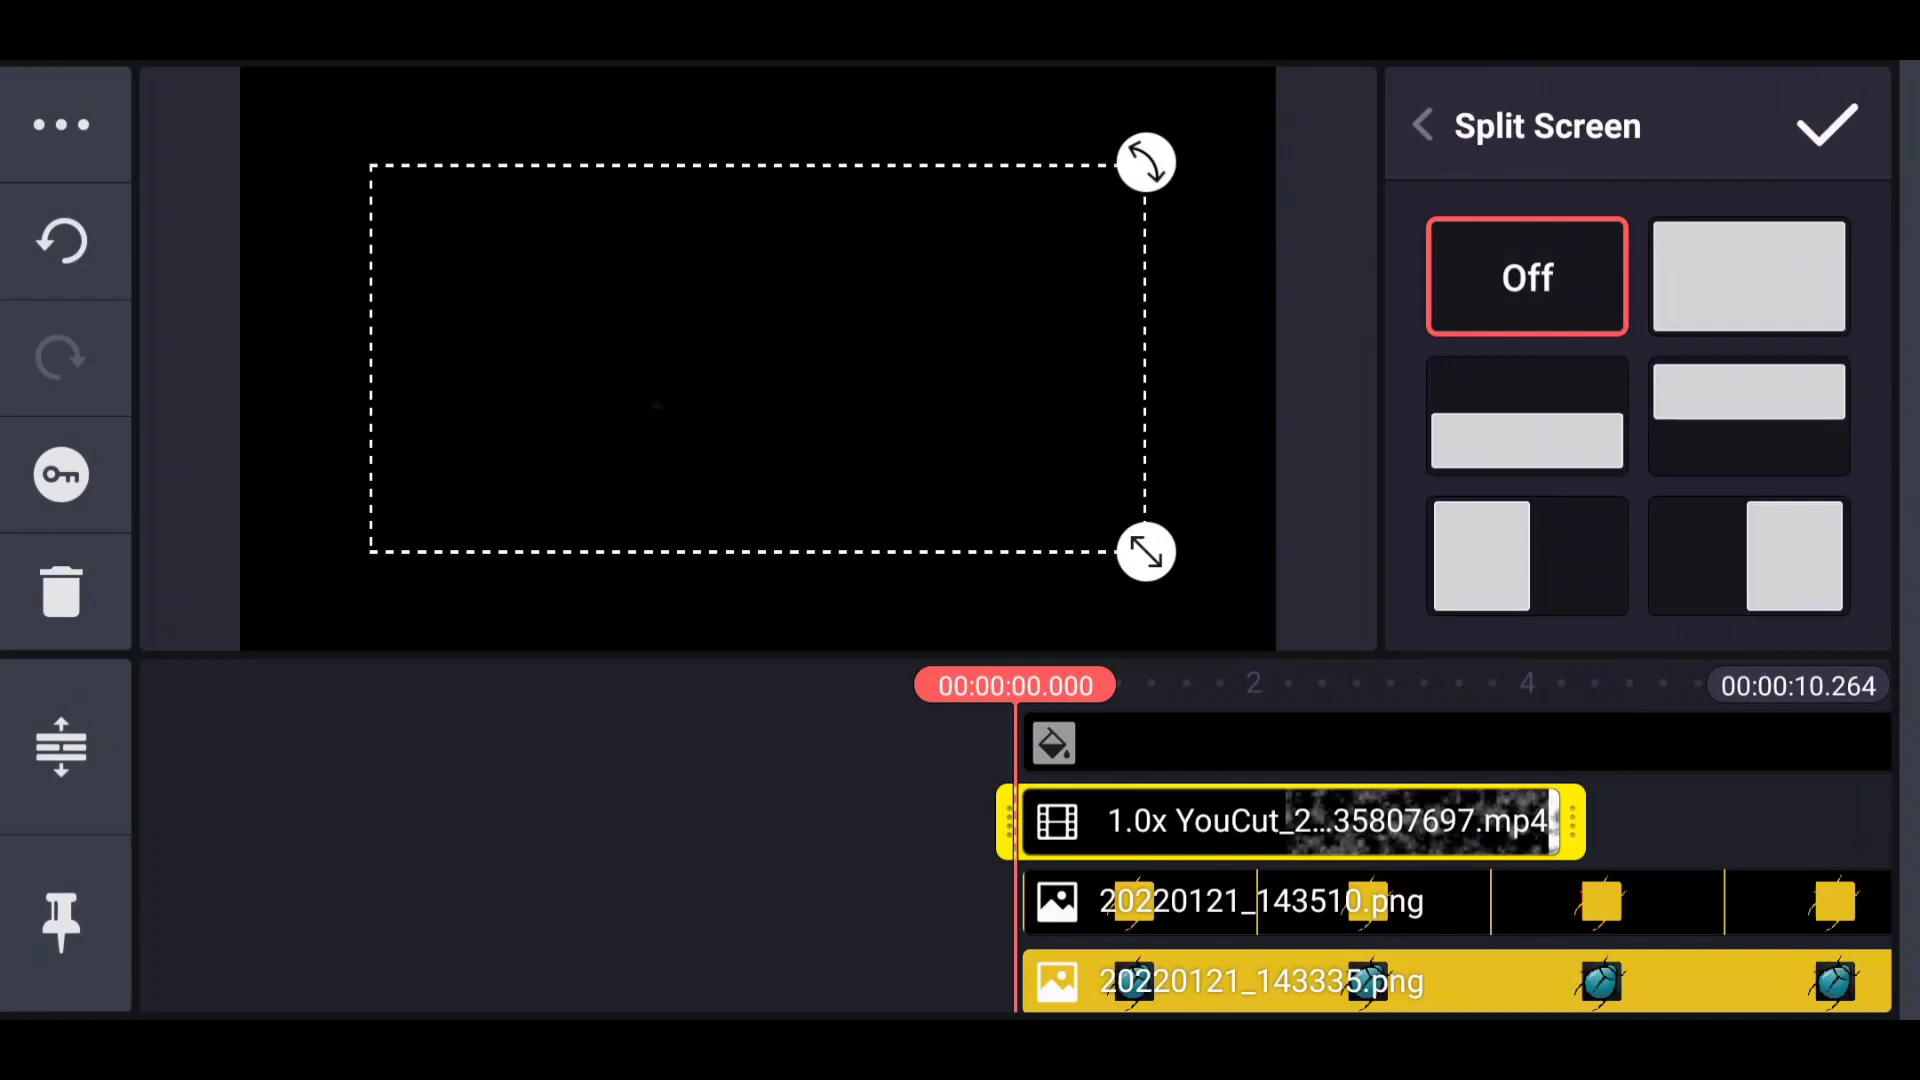 Split Screen
Off
00:00:00.000
2
4
00:00:10.264
1.0x YouCut_2...35807697.mp4
20220121_143510.png
20220121_143335.png